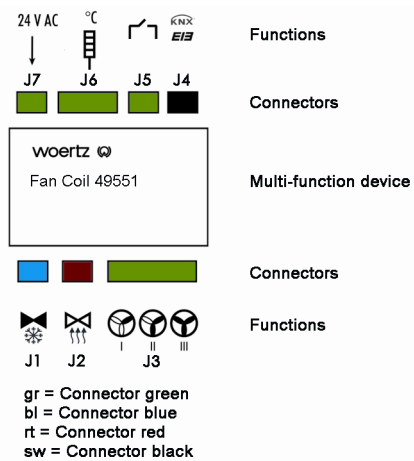 24 V AC °C KNX
EIB Functions
J7 J6 J5 J4
Connectors
woertz
Fan Coil 49551 Multi-function device
Connectors
Functions
I II III
J1 J2 J3
gr = Connector green
bl = Connector blue
rt = Connector red
sw = Connector black